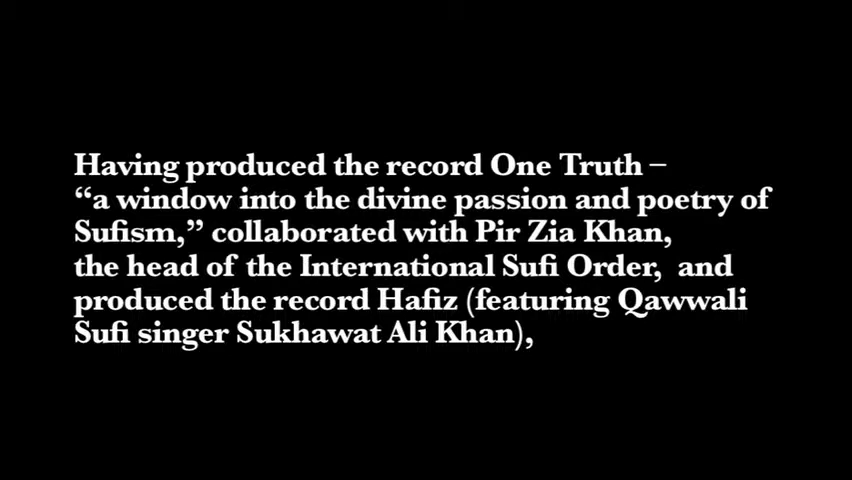 Having produced the record One Truth –
“a window into the divine passion and poetry of
Sufism,” collaborated with Pir Zia Khan,
the head of the International Sufi Order,  and
produced the record Hafiz (featuring Qawwali
Sufi singer Sukhawat Ali Khan),